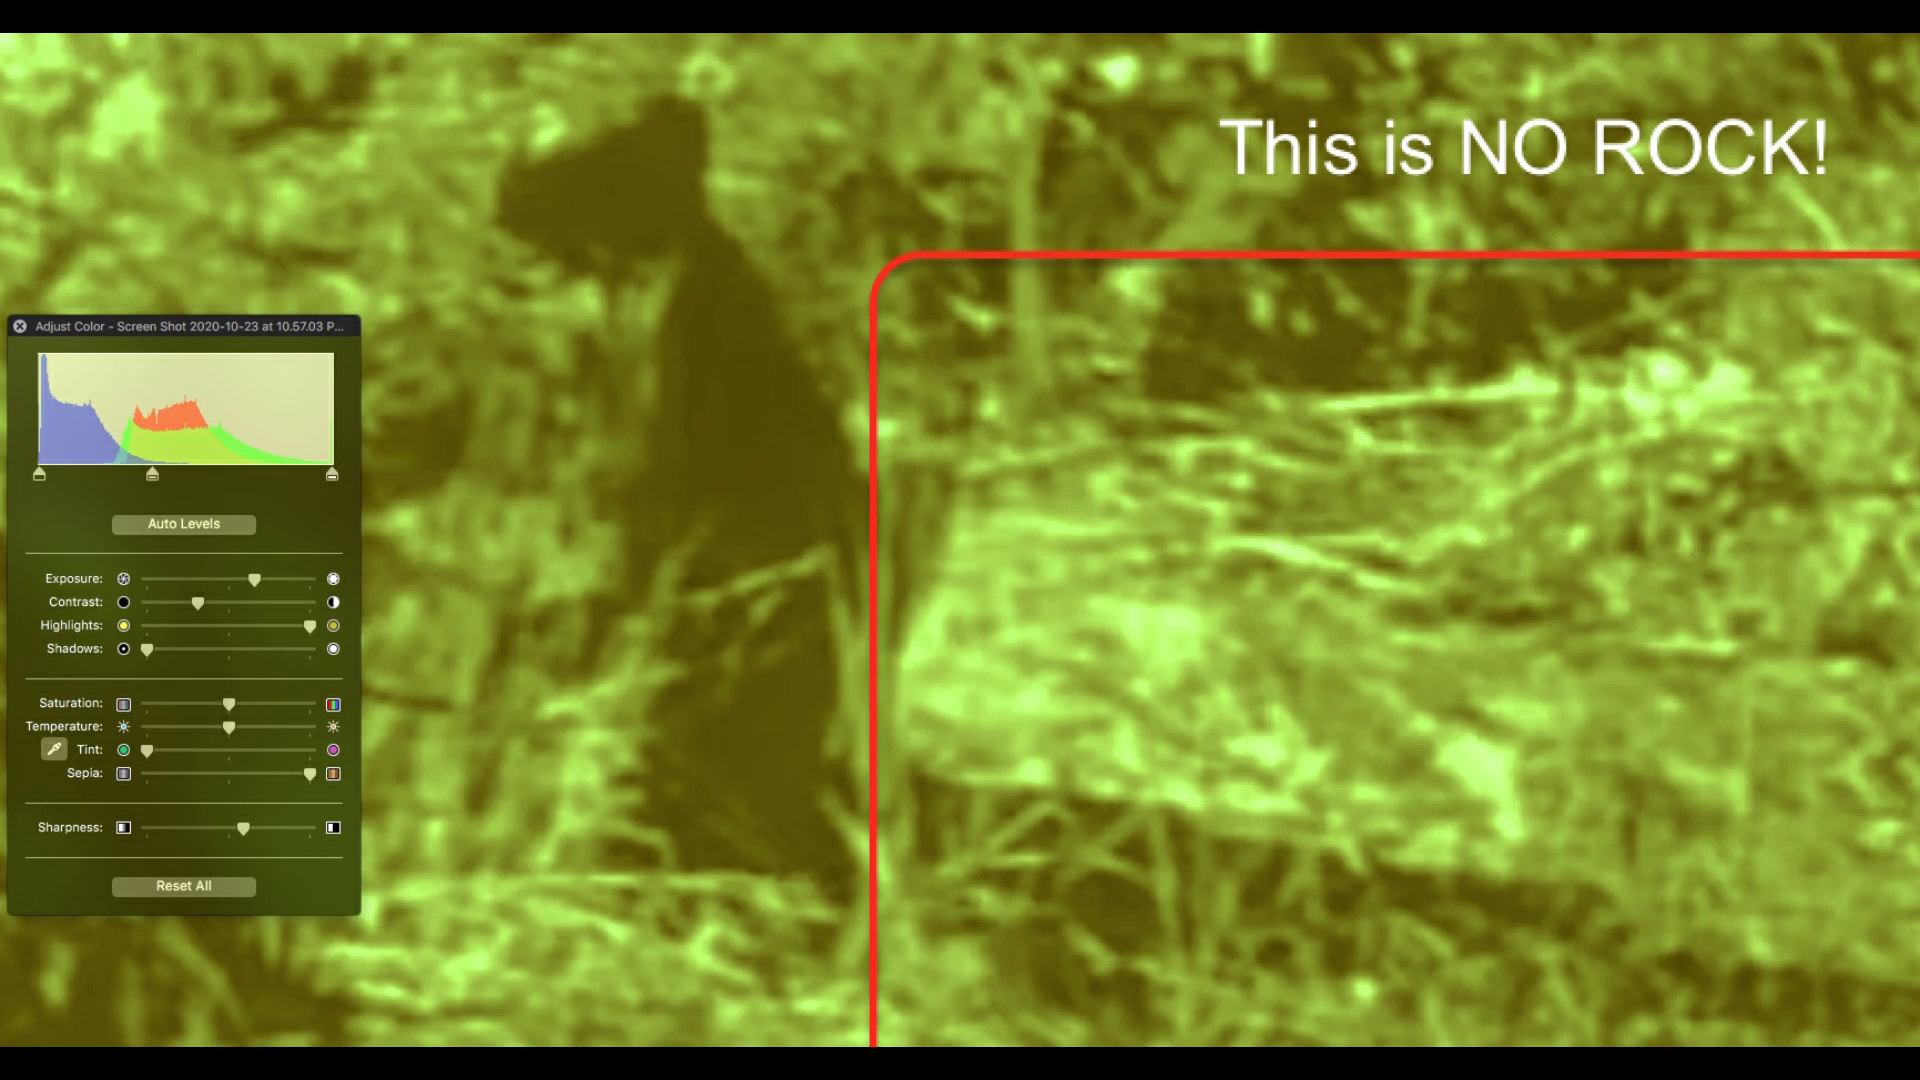 This is NO ROCK!
Adjust Color - Screen Shot 2020-10-23 at 10.57.03 P...
Auto Levels
Exposure:
Contrast:
Highlights:
Shadows:
Saturation:
Temperature:
Tint:
Sepia:
Sharpness:
Reset All